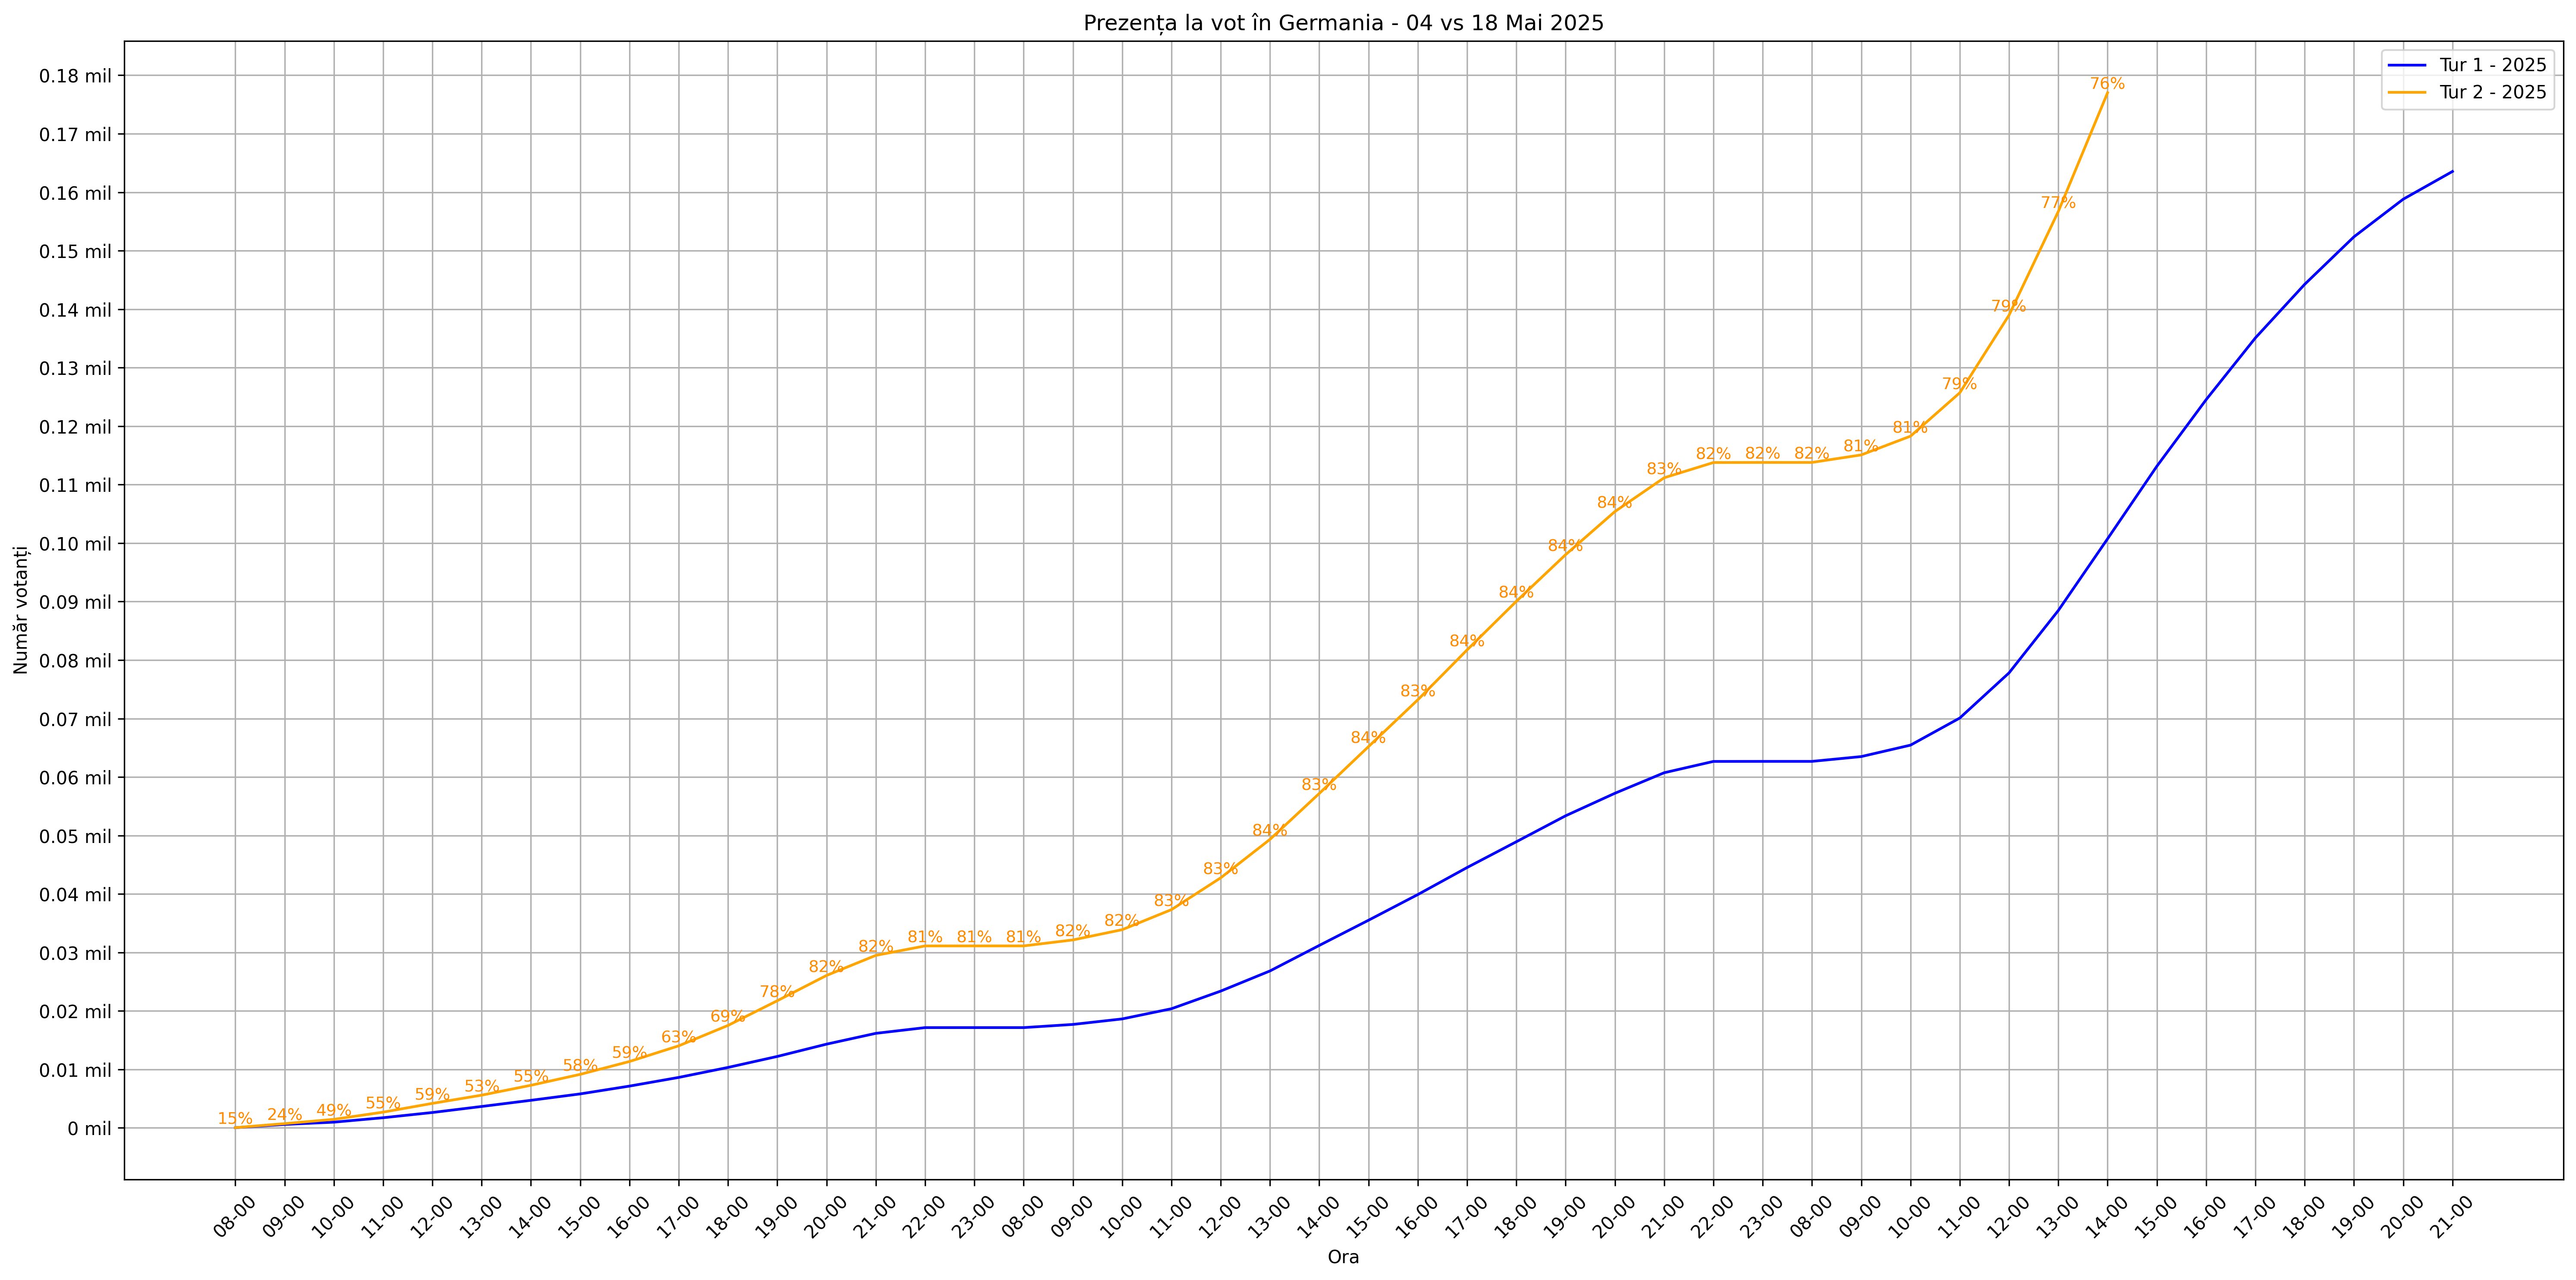 Prezența la vot în Germania - 04 vs 18 Mai 2025
Tur 1 - 2025
Tur 2 - 2025
Număr votanți
0.18 mil
0.17 mil
0.16 mil
0.15 mil
0.14 mil
0.13 mil
0.12 mil
0.11 mil
0.10 mil
0.09 mil
0.08 mil
0.07 mil
0.06 mil
0.05 mil
0.04 mil
0.03 mil
0.02 mil
0.01 mil
0 mil
15% 24% 49% 55% 59% 53% 55% 58% 59% 63% 69% 78% 82% 82% 81% 81% 81% 82% 82% 83% 83% 84% 83% 84% 83% 84% 84% 84% 84% 83% 82% 82% 82% 81% 81% 79% 79% 77% 76%
08-00 09-00 10-00 11-00 12-00 13-00 14-00 15-00 16-00 17-00 18-00 19-00 20-00 21-00 22-00 23-00 08-00 09-00 10-00 11-00 12-00 13-00 14-00 15-00 16-00 17-00 18-00 19-00 20-00 21-00 22-00 23-00 08-00 09-00 10-00 11-00 12-00 13-00 14-00 15-00 16-00 17-00 18-00 19-00 20-00 21-00
Ora